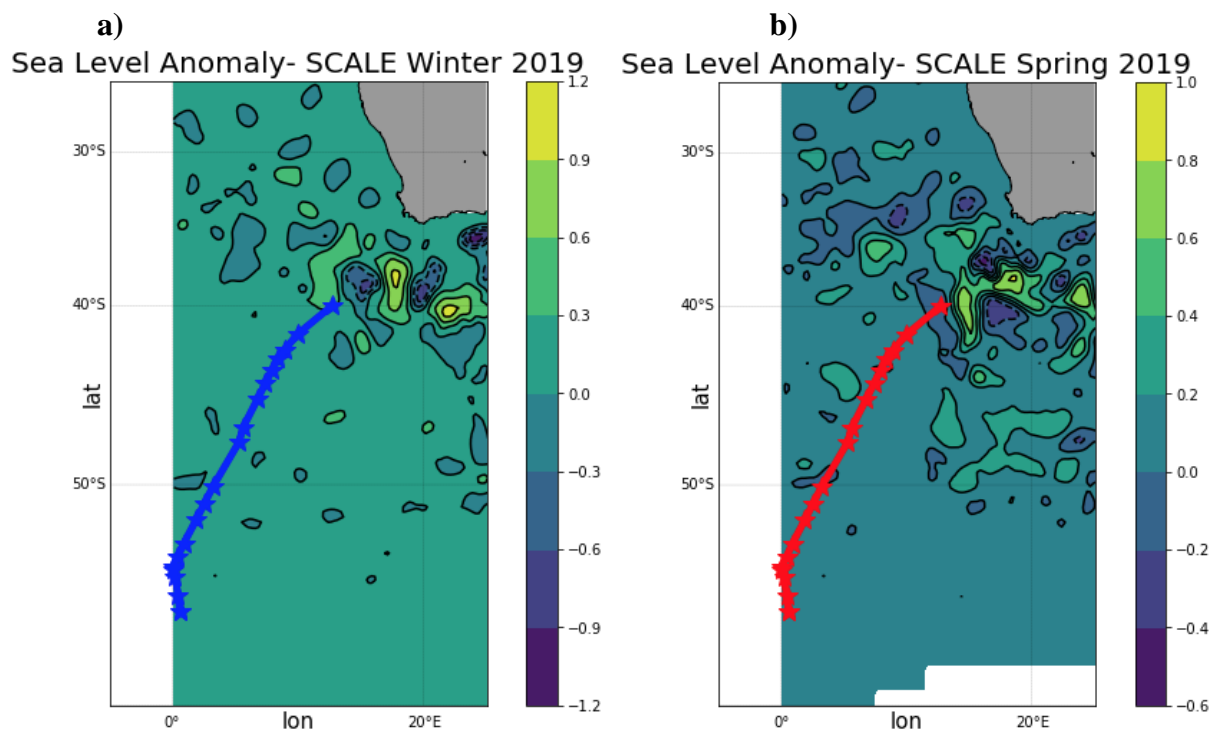 a)
Sea Level Anomaly- SCALE Winter 2019
30°S
40°S
50°S
lat
0°
lon
20°E
1.2
0.9
0.6
0.3
0.0
−0.3
−0.6
−0.9
−1.2
b)
Sea Level Anomaly- SCALE Spring 2019
30°S
40°S
50°S
lat
0°
lon
20°E
1.0
0.8
0.6
0.4
0.2
0.0
−0.2
−0.4
−0.6